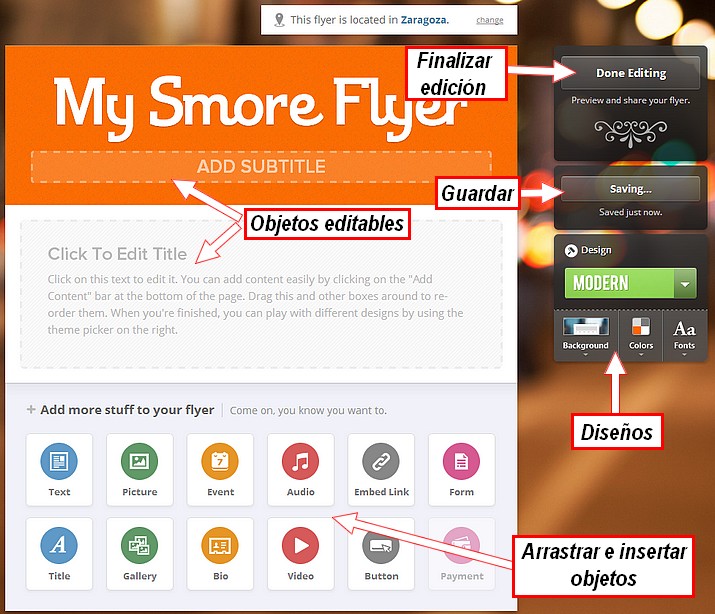 This flyer is located in Zaragoza. change
My Smore Flyer
Finalizar
edición
Done Editing
Preview and share your flyer.
ADD SUBTITLE
Guardar
Saving...
Saved just now.
Objetos editables
Design
MODERN
Background Colors Fonts
Aa
Click To Edit Title
Click on this text to edit it. You can add content easily by clicking on the "Add
Content" bar at the bottom of the page. Drag this and other boxes around to re-
order them. When you're finished, you can play with different designs by using the
theme picker on the right.
Diseños
+ Add more stuff to your flyer | Come on, you know you want to.
Text Picture Event Audio Embed Link Form
7
A
Title Gallery Bio Video Button Payment
Arrastrar e insertar
objetos